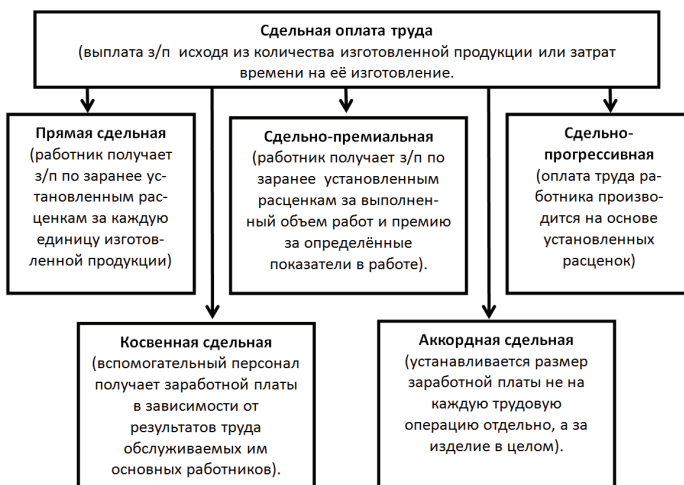 Сдельная оплата труда
(выплата з/п исходя из количества изготовленной продукции или затрат
времени на её изготовление.
Прямая сдельная
(работник получает
з/п по заранее ус-
тановленным рас-
ценкам за каждую
единицу изготов-
ленной продукции)
Сдельно-премиальная
(работник получает з/п по
заранее установленным
расценкам за выполнен-
ный объем работ и премию
за определённые
показатели в работе).
Сдельно-
прогрессивная
(оплата труда ра-
ботника произво-
дится на основе
установленных
расценок)
Косвенная сдельная
(вспомогательный персонал
получает заработной платы
в зависимости от
результатов труда
обслуживаемых им
основных работников).
Аккордная сдельная
(устанавливается размер
заработной платы не на
каждую трудовую
операцию отдельно, а за
изделие в целом).